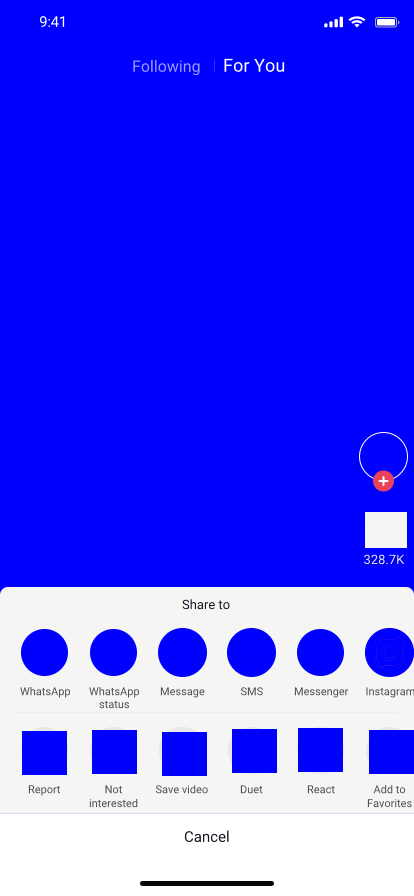 9:41
Following
For You
328.7K
Share to
WhatsApp
WhatsApp
status
Message
SMS
Messenger
Instagram
Report
Not
interested
Save video
Duet
React
Add to
Favorites
Cancel